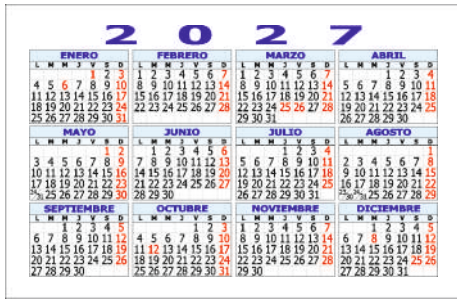 2 0 2 7
ENERO
L M M J V S D
1 2 3
4 5 6 7 8 9 10
11 12 13 14 15 16 17
18 19 20 21 22 23 24
25 26 27 28 29 30 31
FEBRERO
L M M J V S D
1 2 3 4 5 6 7
8 9 10 11 12 13 14
15 16 17 18 19 20 21
22 23 24 25 26 27 28
MARZO
L M M J V S D
1 2 3 4 5 6 7
8 9 10 11 12 13 14
15 16 17 18 19 20 21
22 23 24 25 26 27 28
29 30 31
ABRIL
L M M J V S D
1 2 3 4
5 6 7 8 9 10 11
12 13 14 15 16 17 18
19 20 21 22 23 24 25
26 27 28 29 30
MAYO
L M M J V S D
1 2
3 4 5 6 7 8 9
10 11 12 13 14 15 16
17 18 19 20 21 22 23
24/31 25 26 27 28 29 30
JUNIO
L M M J V S D
1 2 3 4 5 6
7 8 9 10 11 12 13
14 15 16 17 18 19 20
21 22 23 24 25 26 27
28 29 30
JULIO
L M M J V S D
1 2 3 4
5 6 7 8 9 10 11
12 13 14 15 16 17 18
19 20 21 22 23 24 25
26 27 28 29 30 31
AGOSTO
L M M J V S D
1
2 3 4 5 6 7 8
9 10 11 12 13 14 15
16 17 18 19 20 21 22
23/30 24/31 25 26 27 28 29
SEPTIEMBRE
L M M J V S D
1 2 3 4 5
6 7 8 9 10 11 12
13 14 15 16 17 18 19
20 21 22 23 24 25 26
27 28 29 30
OCTUBRE
L M M J V S D
1 2 3
4 5 6 7 8 9 10
11 12 13 14 15 16 17
18 19 20 21 22 23 24
25 26 27 28 29 30 31
NOVIEMBRE
L M M J V S D
1 2 3 4 5 6 7
8 9 10 11 12 13 14
15 16 17 18 19 20 21
22 23 24 25 26 27 28
29 30
DICIEMBRE
L M M J V S D
1 2 3 4 5
6 7 8 9 10 11 12
13 14 15 16 17 18 19
20 21 22 23 24 25 26
27 28 29 30 31